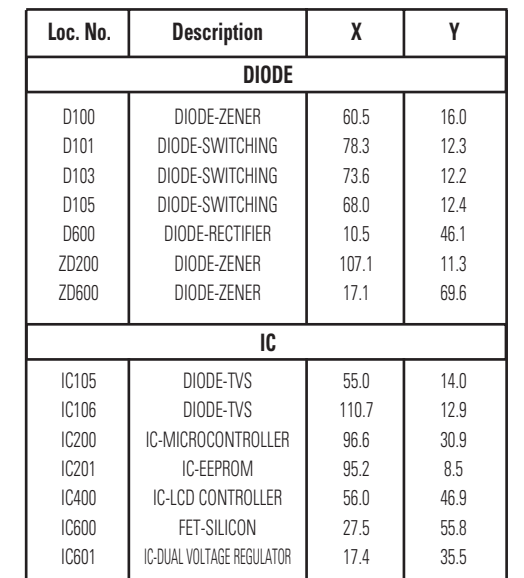 Loc. No. Description X Y
DIODE
D100 DIODE-ZENER 60.5 16.0
D101 DIODE-SWITCHING 78.3 12.3
D103 DIODE-SWITCHING 73.6 12.2
D105 DIODE-SWITCHING 68.0 12.4
D600 DIODE-RECTIFIER 10.5 46.1
ZD200 DIODE-ZENER 107.1 11.3
ZD600 DIODE-ZENER 17.1 69.6
IC
IC105 DIODE-TVS 55.0 14.0
IC106 DIODE-TVS 110.7 12.9
IC200 IC-MICROCONTROLLER 96.6 30.9
IC201 IC-EEPROM 95.2 8.5
IC400 IC-LCD CONTROLLER 56.0 46.9
IC600 FET-SILICON 27.5 55.8
IC601 IC-DUAL VOLTAGE REGULATOR 17.4 35.5